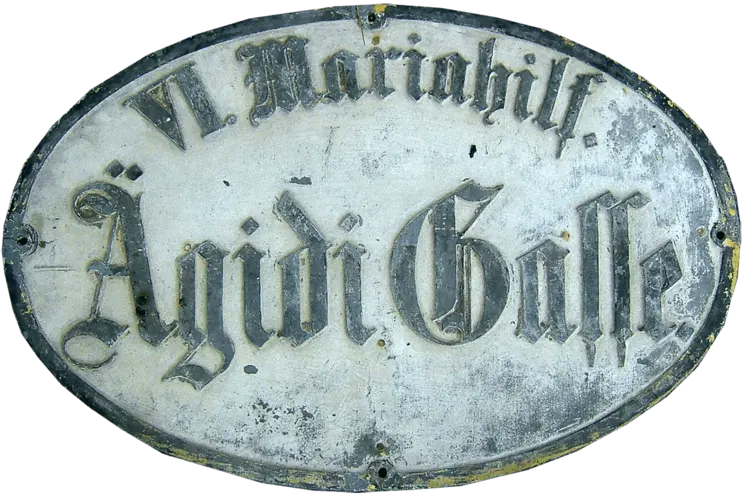 VI. Mariahilf.
Ägidi Gasse.